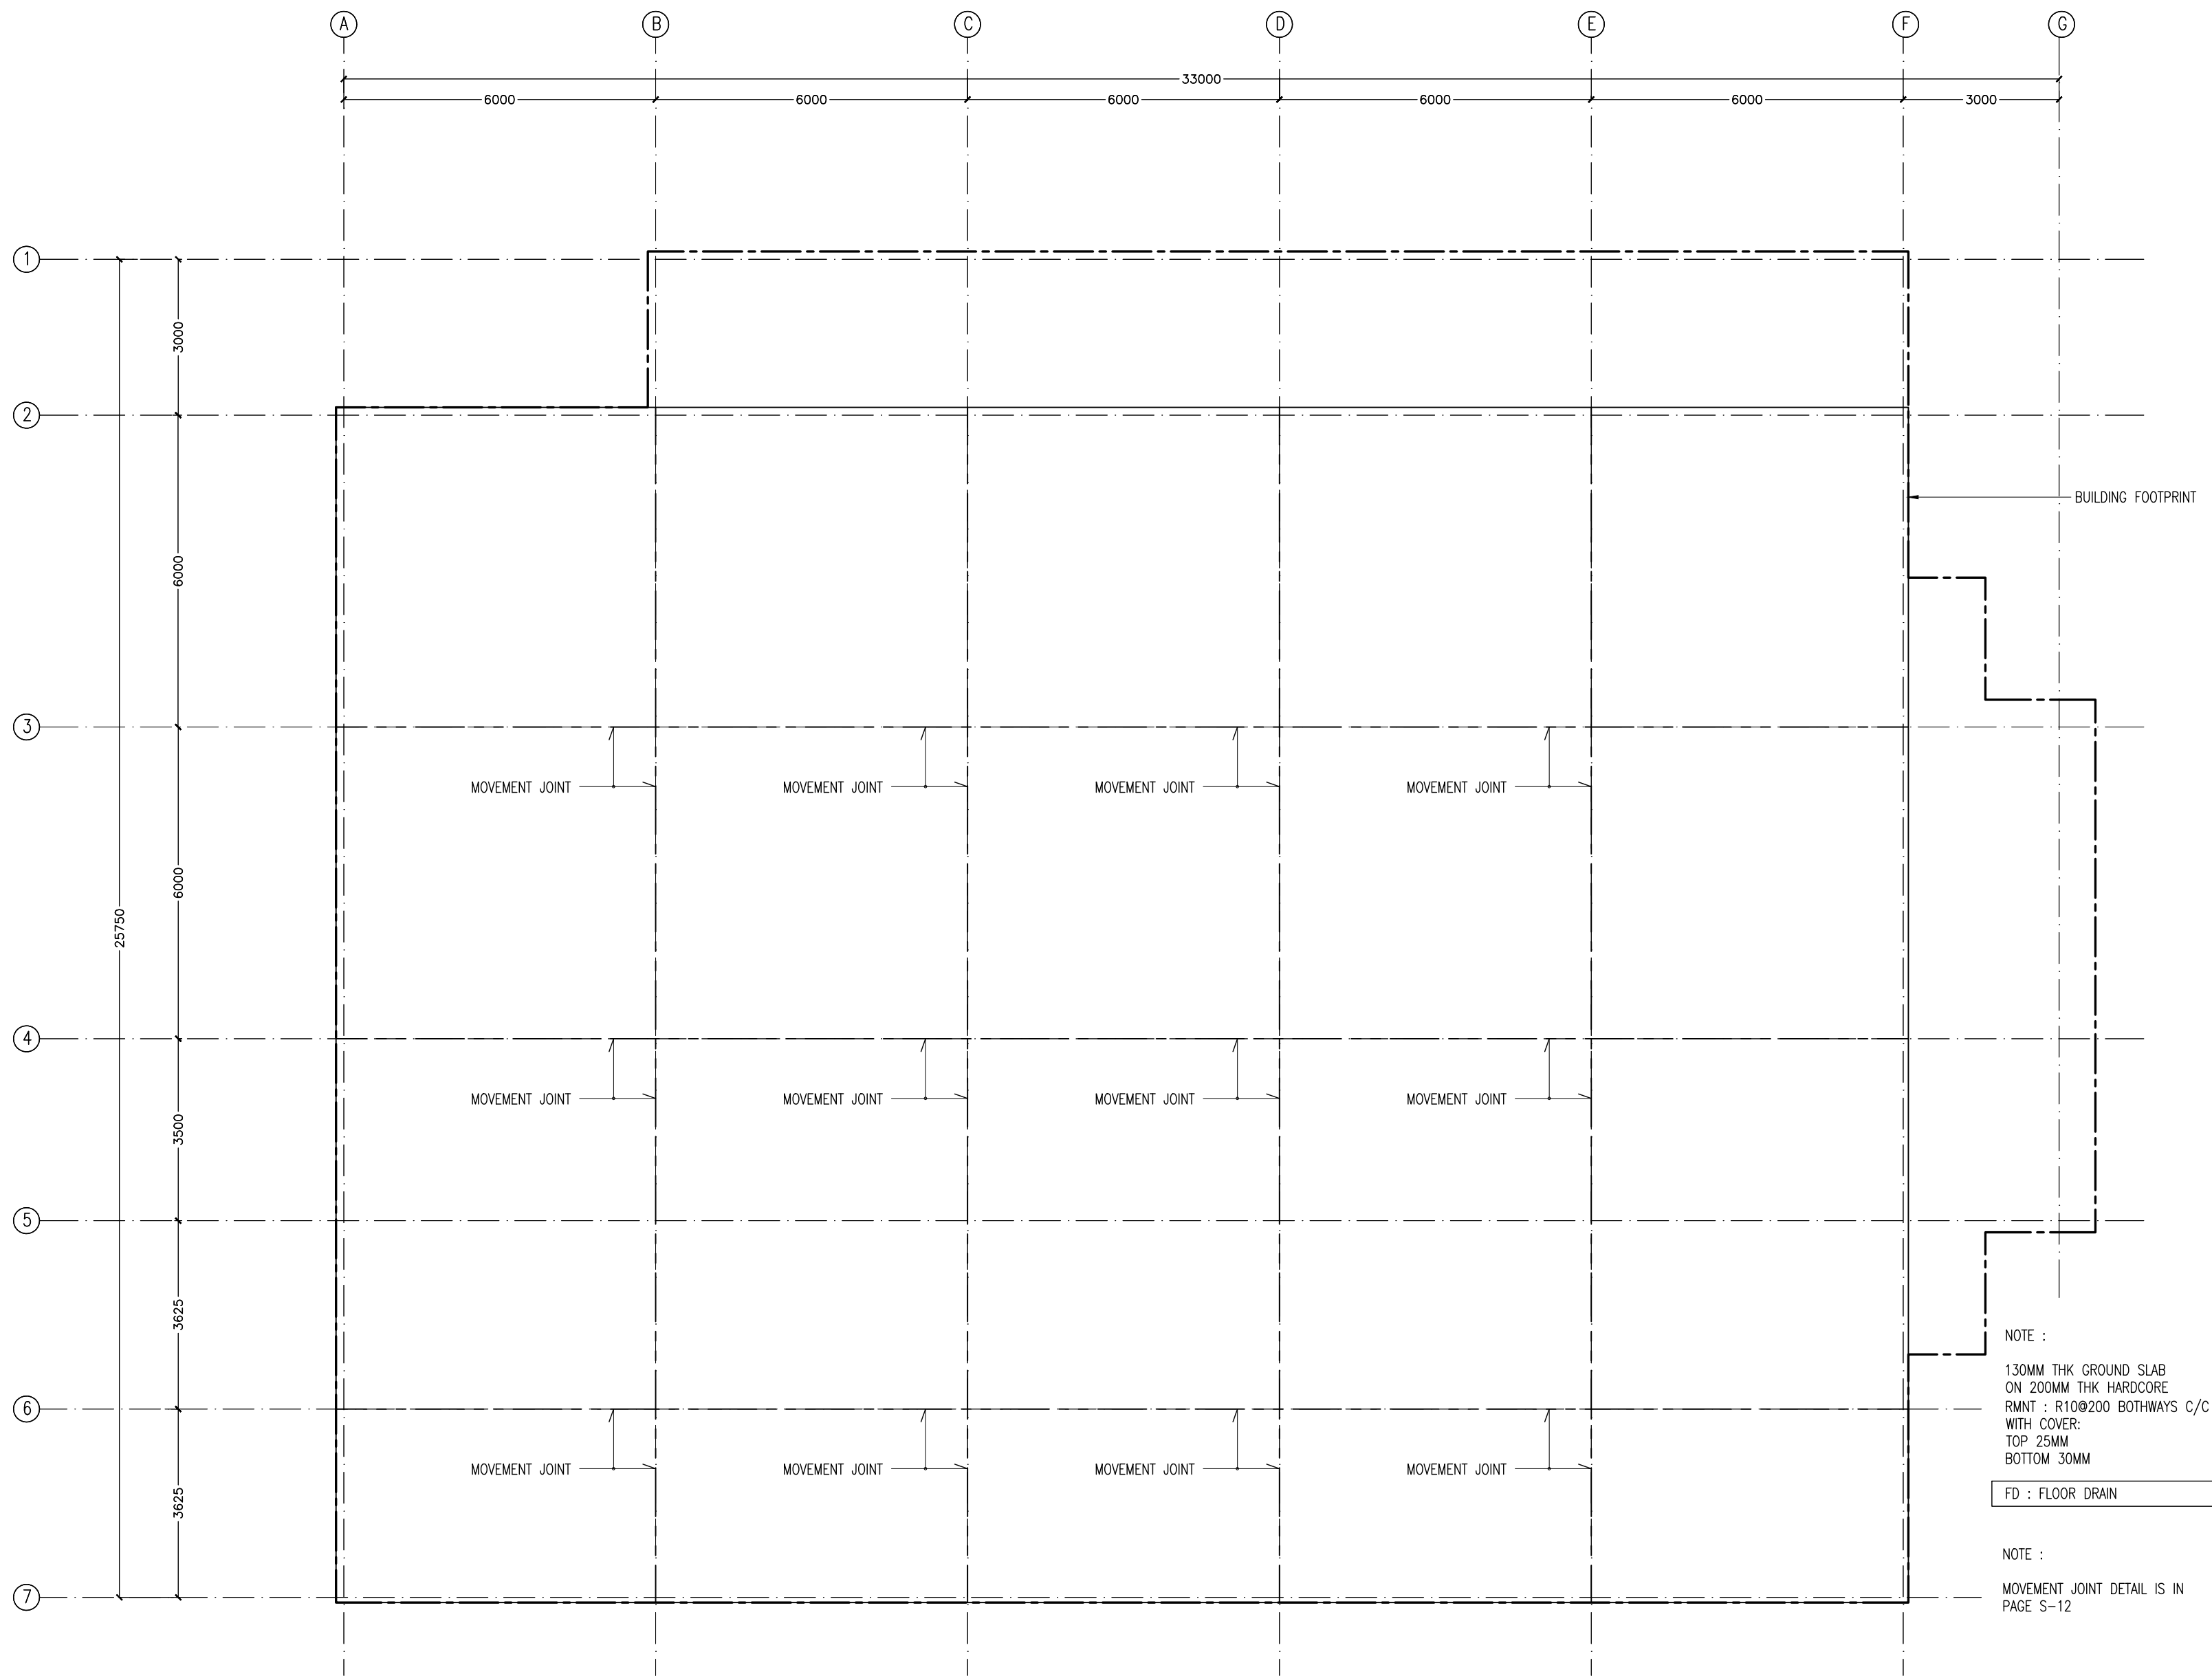 A B C D E F G
33000
6000 6000 6000 6000 6000 3000
1
3000
2
BUILDING FOOTPRINT
6000
3
MOVEMENT JOINT MOVEMENT JOINT MOVEMENT JOINT MOVEMENT JOINT
6000
25750
4
MOVEMENT JOINT MOVEMENT JOINT MOVEMENT JOINT MOVEMENT JOINT
3500
5
3625
6
MOVEMENT JOINT MOVEMENT JOINT MOVEMENT JOINT MOVEMENT JOINT
3625
7
NOTE :
130MM THK GROUND SLAB
ON 200MM THK HARDCORE
RMNT : R10@200 BOTHWAYS C/C
WITH COVER:
TOP 25MM
BOTTOM 30MM
FD : FLOOR DRAIN
NOTE :
MOVEMENT JOINT DETAIL IS IN
PAGE S-12